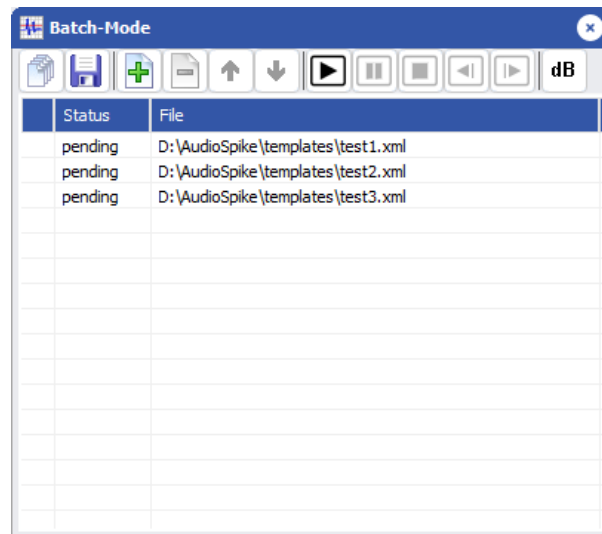 Batch-Mode
dB
Status File
pending D:\AudioSpike\templates\test1.xml
pending D:\AudioSpike\templates\test2.xml
pending D:\AudioSpike\templates\test3.xml